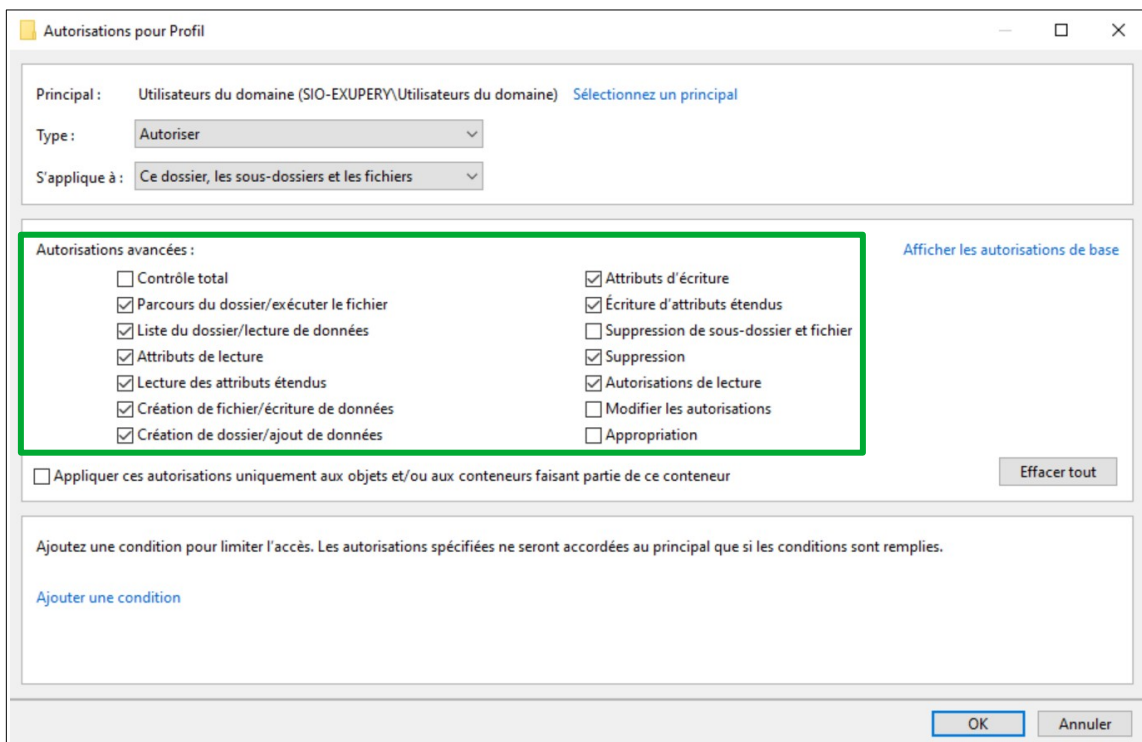 Autorisations pour Profil
Principal : Utilisateurs du domaine (SIO-EXUPERY\Utilisateurs du domaine) Sélectionnez un principal
Type : Autoriser
S'applique à : Ce dossier, les sous-dossiers et les fichiers
Autorisations avancées :
Afficher les autorisations de base
Contrôle total
Parcours du dossier/exécuter le fichier
Liste du dossier/lecture de données
Attributs de lecture
Lecture des attributs étendus
Création de fichier/écriture de données
Création de dossier/ajout de données
Attributs d'écriture
Écriture d'attributs étendus
Suppression de sous-dossier et fichier
Suppression
Autorisations de lecture
Modifier les autorisations
Appropriation
Appliquer ces autorisations uniquement aux objets et/ou aux conteneurs faisant partie de ce conteneur
Effacer tout
Ajoutez une condition pour limiter l'accès. Les autorisations spécifiées ne seront accordées au principal que si les conditions sont remplies.
Ajouter une condition
OK
Annuler